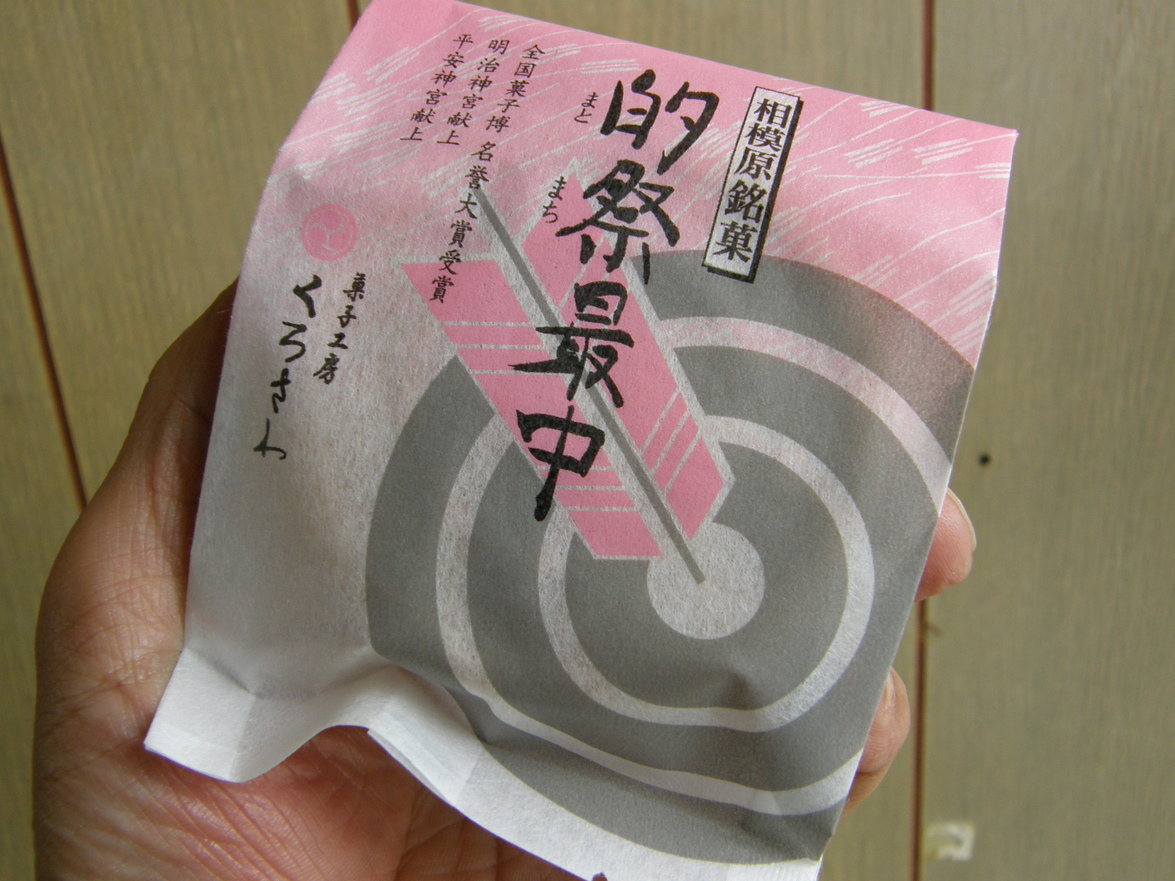 相模原銘菓
的祭最中
まと
まち
全国菓子博 名誉大賞受賞
明治神宮献上
平安神宮献上
菓子工房
くろさわ